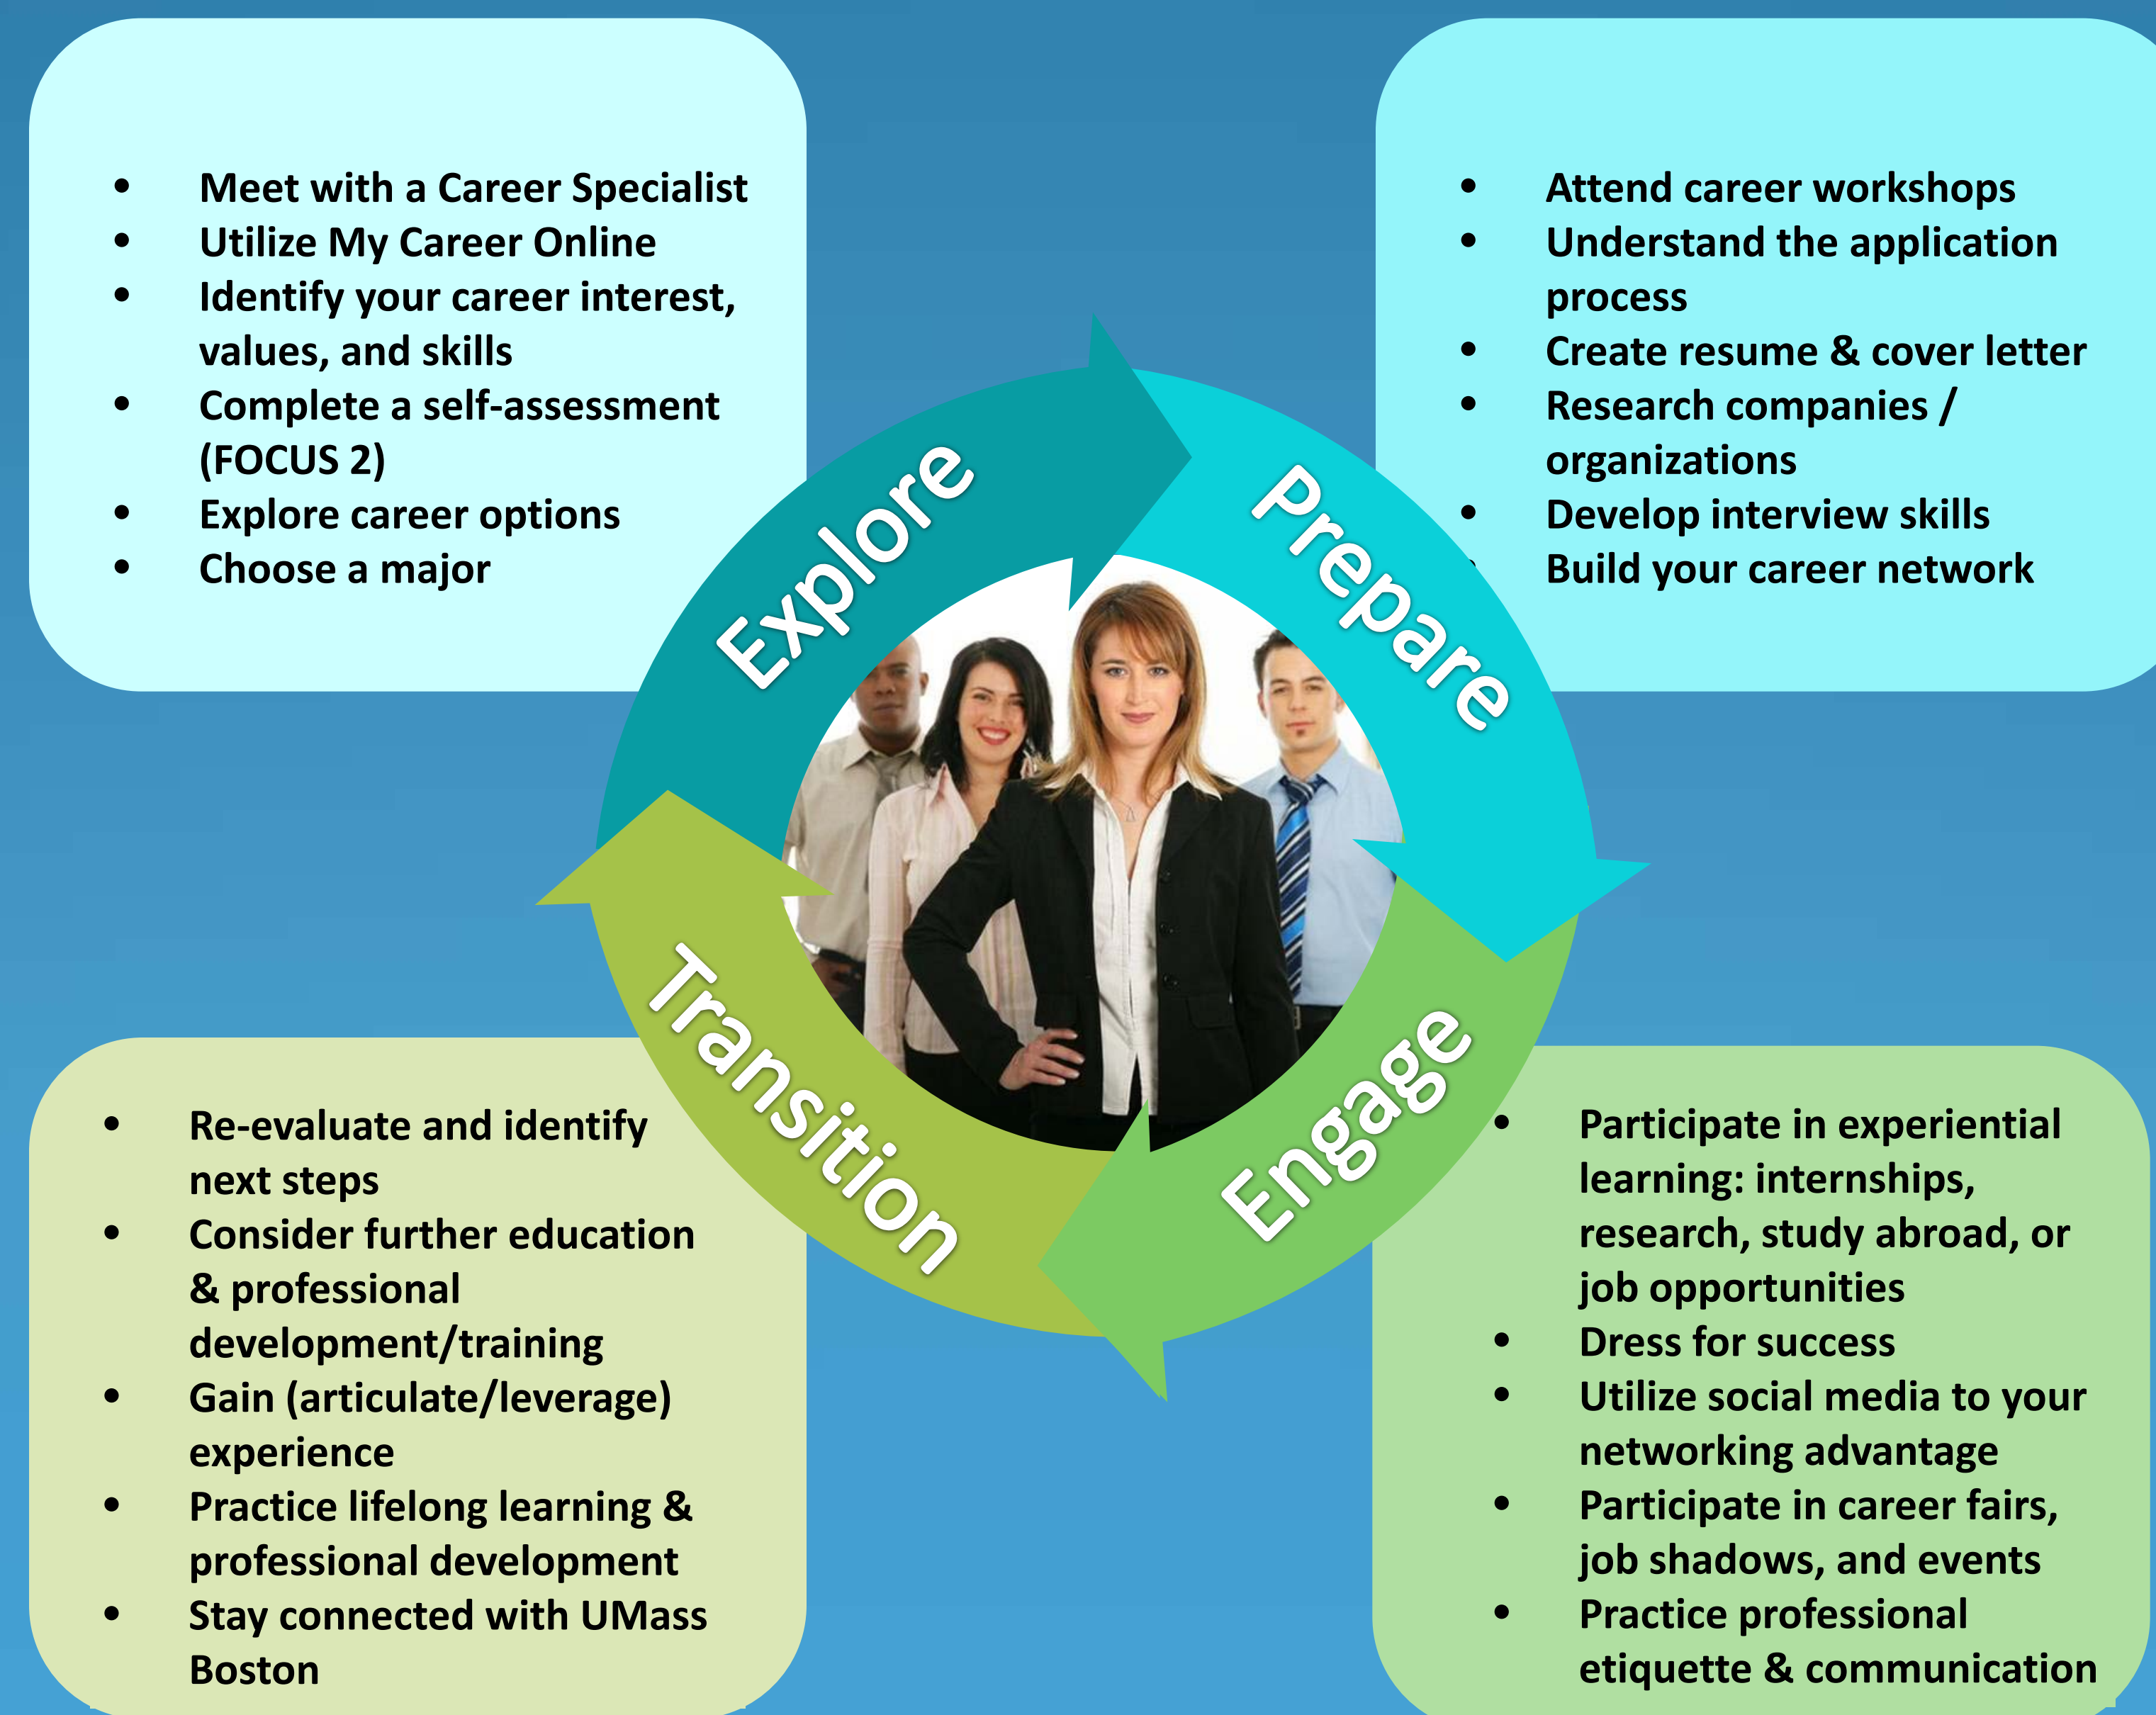 • Meet with a Career Specialist
• Utilize My Career Online
• Identify your career interest,
values, and skills
• Complete a self-assessment
(FOCUS 2)
• Explore career options
• Choose a major
• Attend career workshops
• Understand the application
process
• Create resume & cover letter
• Research companies /
organizations
• Develop interview skills
• Build your career network
Explore
Prepare
Transition
Engage
• Re-evaluate and identify
next steps
• Consider further education
& professional
development/training
• Gain (articulate/leverage)
experience
• Practice lifelong learning &
professional development
• Stay connected with UMass
Boston
• Participate in experiential
learning: internships,
research, study abroad, or
job opportunities
• Dress for success
• Utilize social media to your
networking advantage
• Participate in career fairs,
job shadows, and events
• Practice professional
etiquette & communication